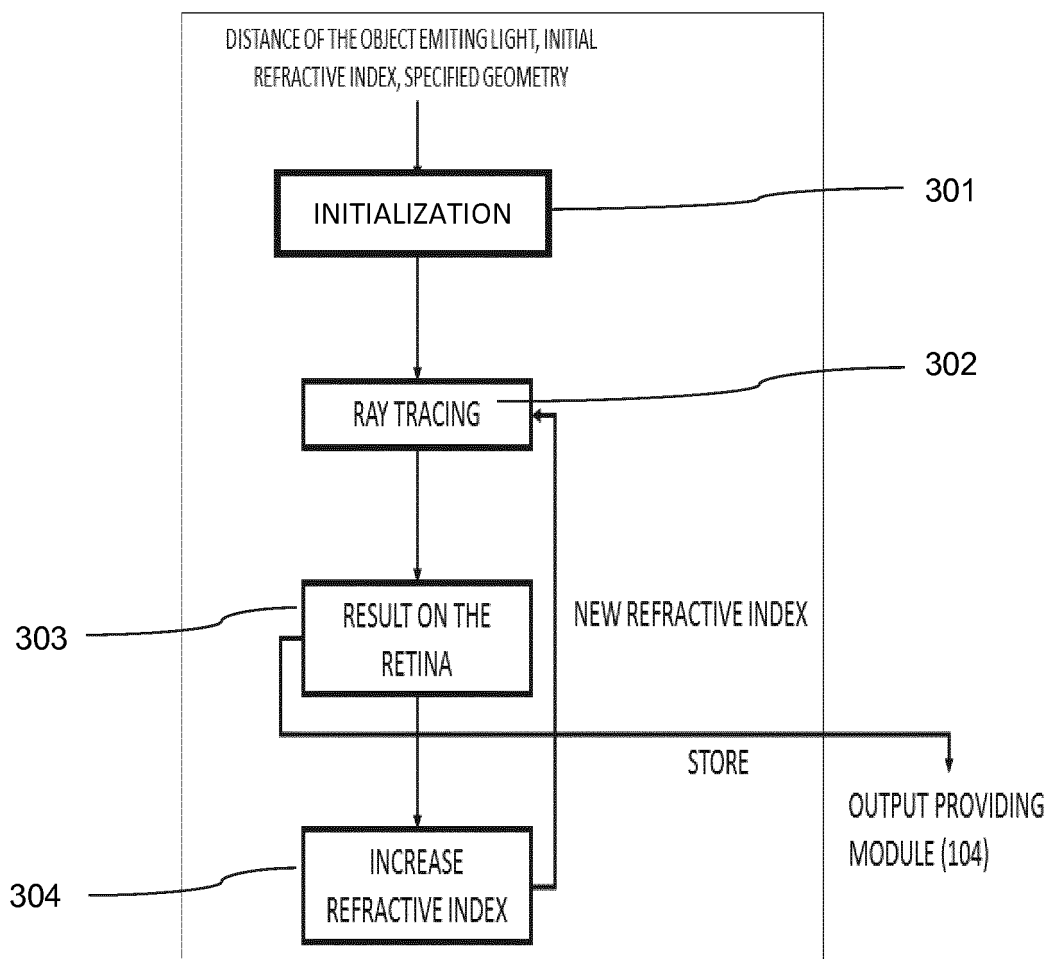 DISTANCE OF THE OBJECT EMITING LIGHT, INITIAL
REFRACTIVE INDEX, SPECIFIED GEOMETRY
INITIALIZATION
301
RAY TRACING
302
303
RESULT ON THE
RETINA
NEW REFRACTIVE INDEX
STORE
OUTPUT PROVIDING
MODULE (104)
304
INCREASE
REFRACTIVE INDEX